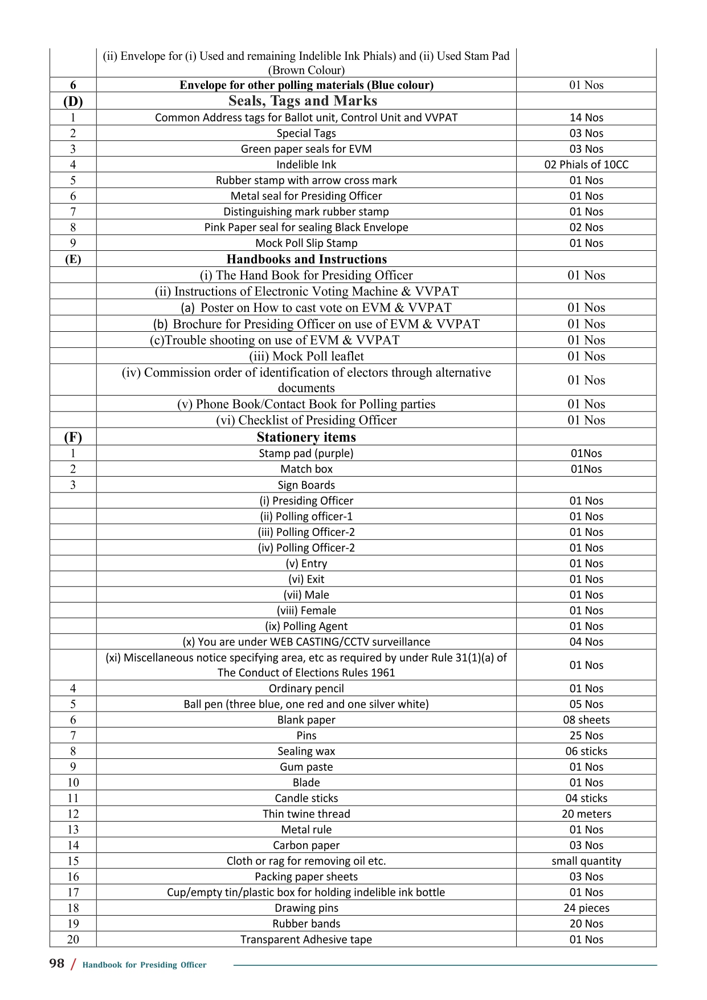 (ii) Envelope for (i) Used and remaining Indelible Ink Phials) and (ii) Used Stam Pad
(Brown Colour)
6 Envelope for other polling materials (Blue colour) 01 Nos
(D) Seals, Tags and Marks
1 Common Address tags for Ballot unit, Control Unit and VVPAT 14 Nos
2 Special Tags 03 Nos
3 Green paper seals for EVM 03 Nos
4 Indelible Ink 02 Phials of 10CC
5 Rubber stamp with arrow cross mark 01 Nos
6 Metal seal for Presiding Officer 01 Nos
7 Distinguishing mark rubber stamp 01 Nos
8 Pink Paper seal for sealing Black Envelope 02 Nos
9 Mock Poll Slip Stamp 01 Nos
(E) Handbooks and Instructions
(i) The Hand Book for Presiding Officer 01 Nos
(ii) Instructions of Electronic Voting Machine & VVPAT
(a) Poster on How to cast vote on EVM & VVPAT 01 Nos
(b) Brochure for Presiding Officer on use of EVM & VVPAT 01 Nos
(c)Trouble shooting on use of EVM & VVPAT 01 Nos
(iii) Mock Poll leaflet 01 Nos
(iv) Commission order of identification of electors through alternative
documents 01 Nos
(v) Phone Book/Contact Book for Polling parties 01 Nos
(vi) Checklist of Presiding Officer 01 Nos
(F) Stationery items
1 Stamp pad (purple) 01Nos
2 Match box 01Nos
3 Sign Boards
(i) Presiding Officer 01 Nos
(ii) Polling officer-1 01 Nos
(iii) Polling Officer-2 01 Nos
(iv) Polling Officer-2 01 Nos
(v) Entry 01 Nos
(vi) Exit 01 Nos
(vii) Male 01 Nos
(viii) Female 01 Nos
(ix) Polling Agent 01 Nos
(x) You are under WEB CASTING/CCTV surveillance 04 Nos
(xi) Miscellaneous notice specifying area, etc as required by under Rule 31(1)(a) of
The Conduct of Elections Rules 1961 01 Nos
4 Ordinary pencil 01 Nos
5 Ball pen (three blue, one red and one silver white) 05 Nos
6 Blank paper 08 sheets
7 Pins 25 Nos
8 Sealing wax 06 sticks
9 Gum paste 01 Nos
10 Blade 01 Nos
11 Candle sticks 04 sticks
12 Thin twine thread 20 meters
13 Metal rule 01 Nos
14 Carbon paper 03 Nos
15 Cloth or rag for removing oil etc. small quantity
16 Packing paper sheets 03 Nos
17 Cup/empty tin/plastic box for holding indelible ink bottle 01 Nos
18 Drawing pins 24 pieces
19 Rubber bands 20 Nos
20 Transparent Adhesive tape 01 Nos
98 / Handbook for Presiding Officer